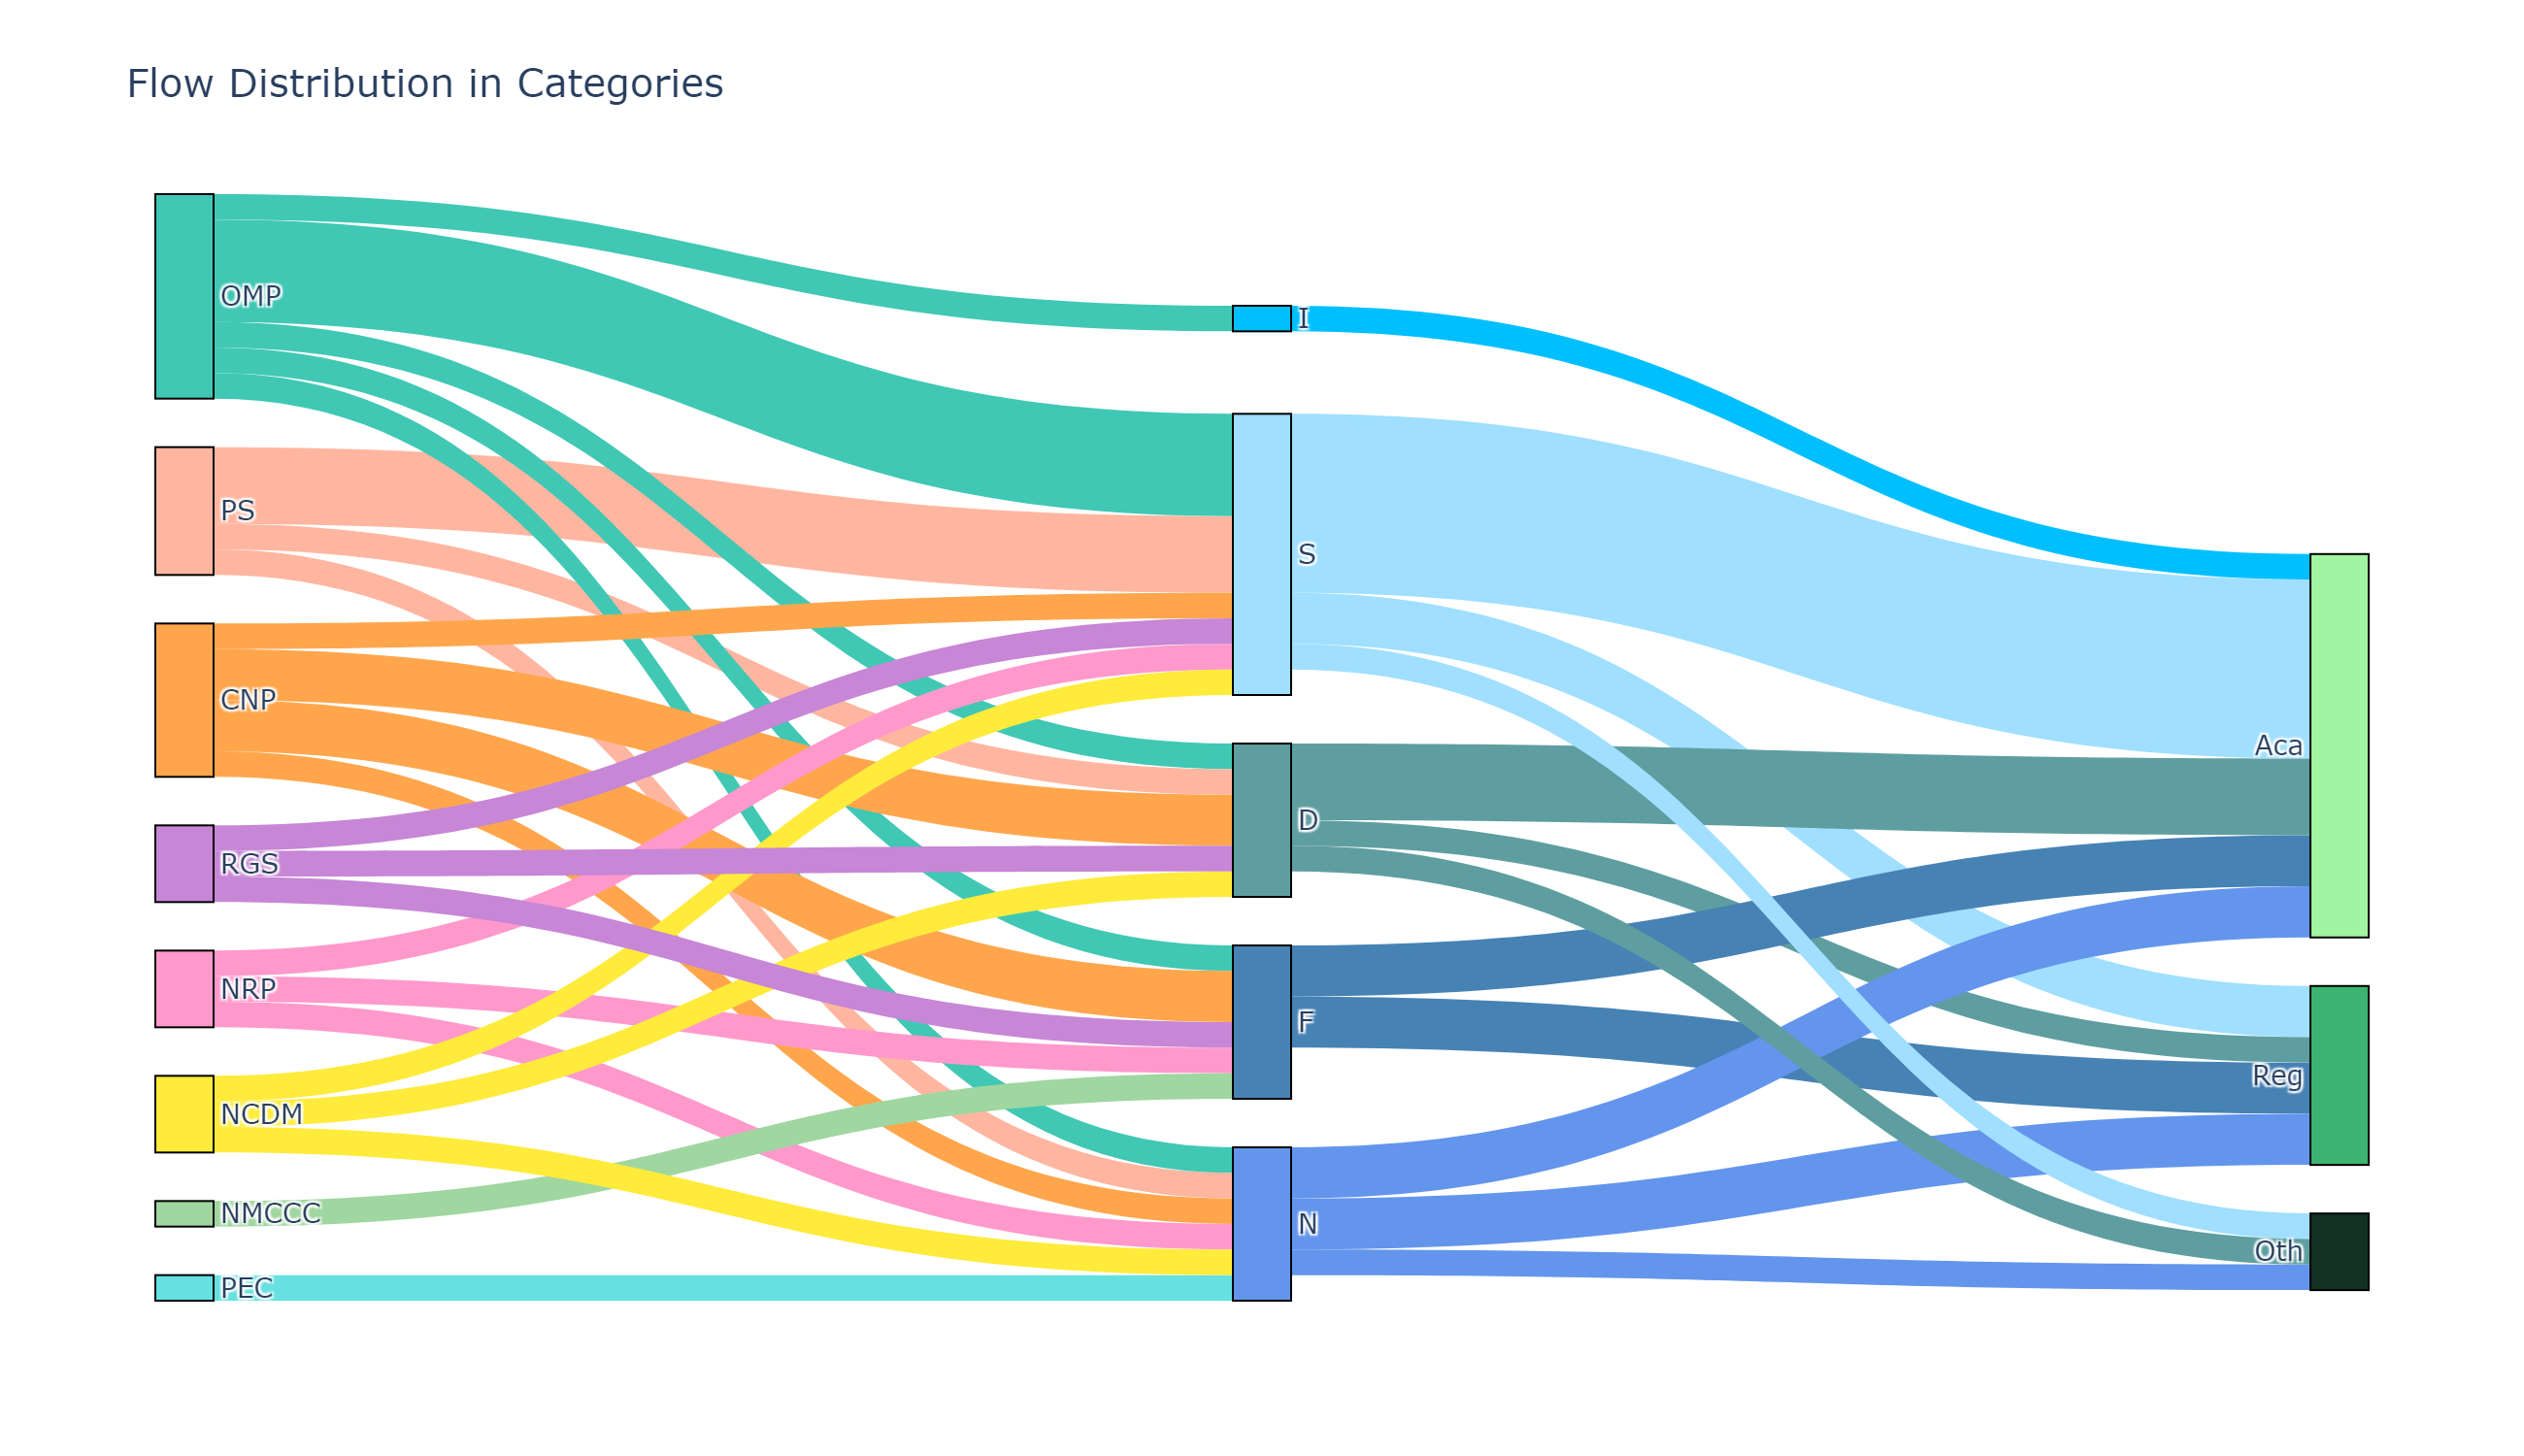 Flow Distribution in Categories
OMP
PS
CNP
RGS
NRP
NCDM
NMCCC
PEC
I
S
D
F
N
Aca
Reg
Oth